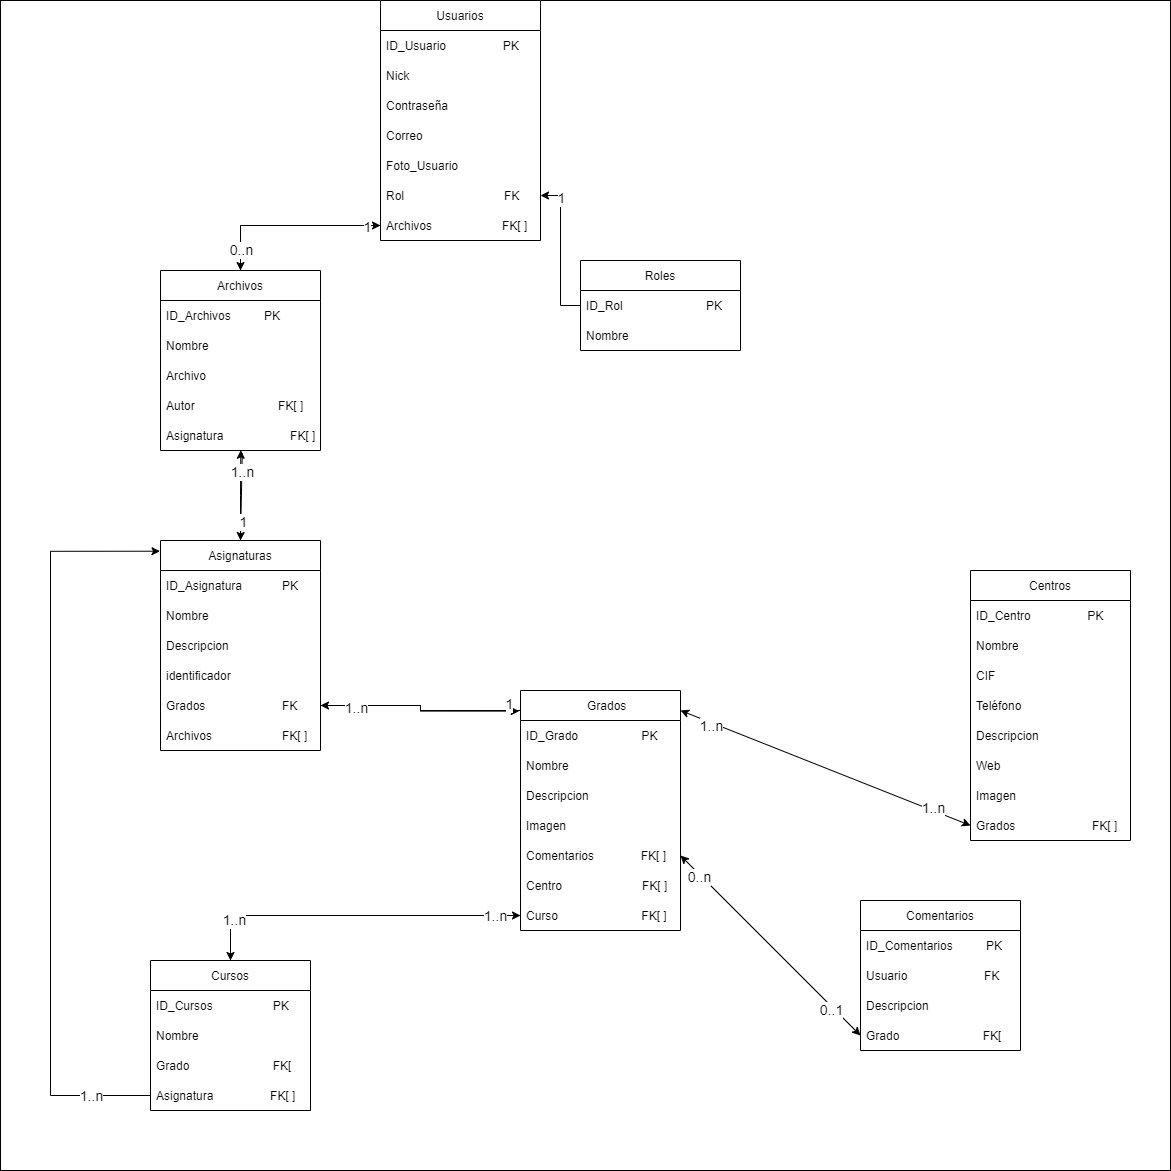 Usuarios
ID_Usuario PK
Nick
Contraseña
Correo
Foto_Usuario
Rol FK
Archivos FK[ ]
1
1
0..n
Archivos
ID_Archivos PK
Nombre
Archivo
Autor FK[ ]
Asignatura FK[ ]
Roles
ID_Rol PK
Nombre
1..n
1
Asignaturas
ID_Asignatura PK
Nombre
Descripcion
identificador
Grados FK
Archivos FK[ ]
1..n
1
Grados
ID_Grado PK
Nombre
Descripcion
Imagen
Comentarios FK[ ]
Centro FK[ ]
Curso FK[ ]
1..n
1..n
Centros
ID_Centro PK
Nombre
CIF
Teléfono
Descripcion
Web
Imagen
Grados FK[ ]
0..n
0..1
Comentarios
ID_Comentarios PK
Usuario FK
Descripcion
Grado FK[
1..n
1..n
Cursos
ID_Cursos PK
Nombre
Grado FK[
Asignatura FK[ ]
1..n